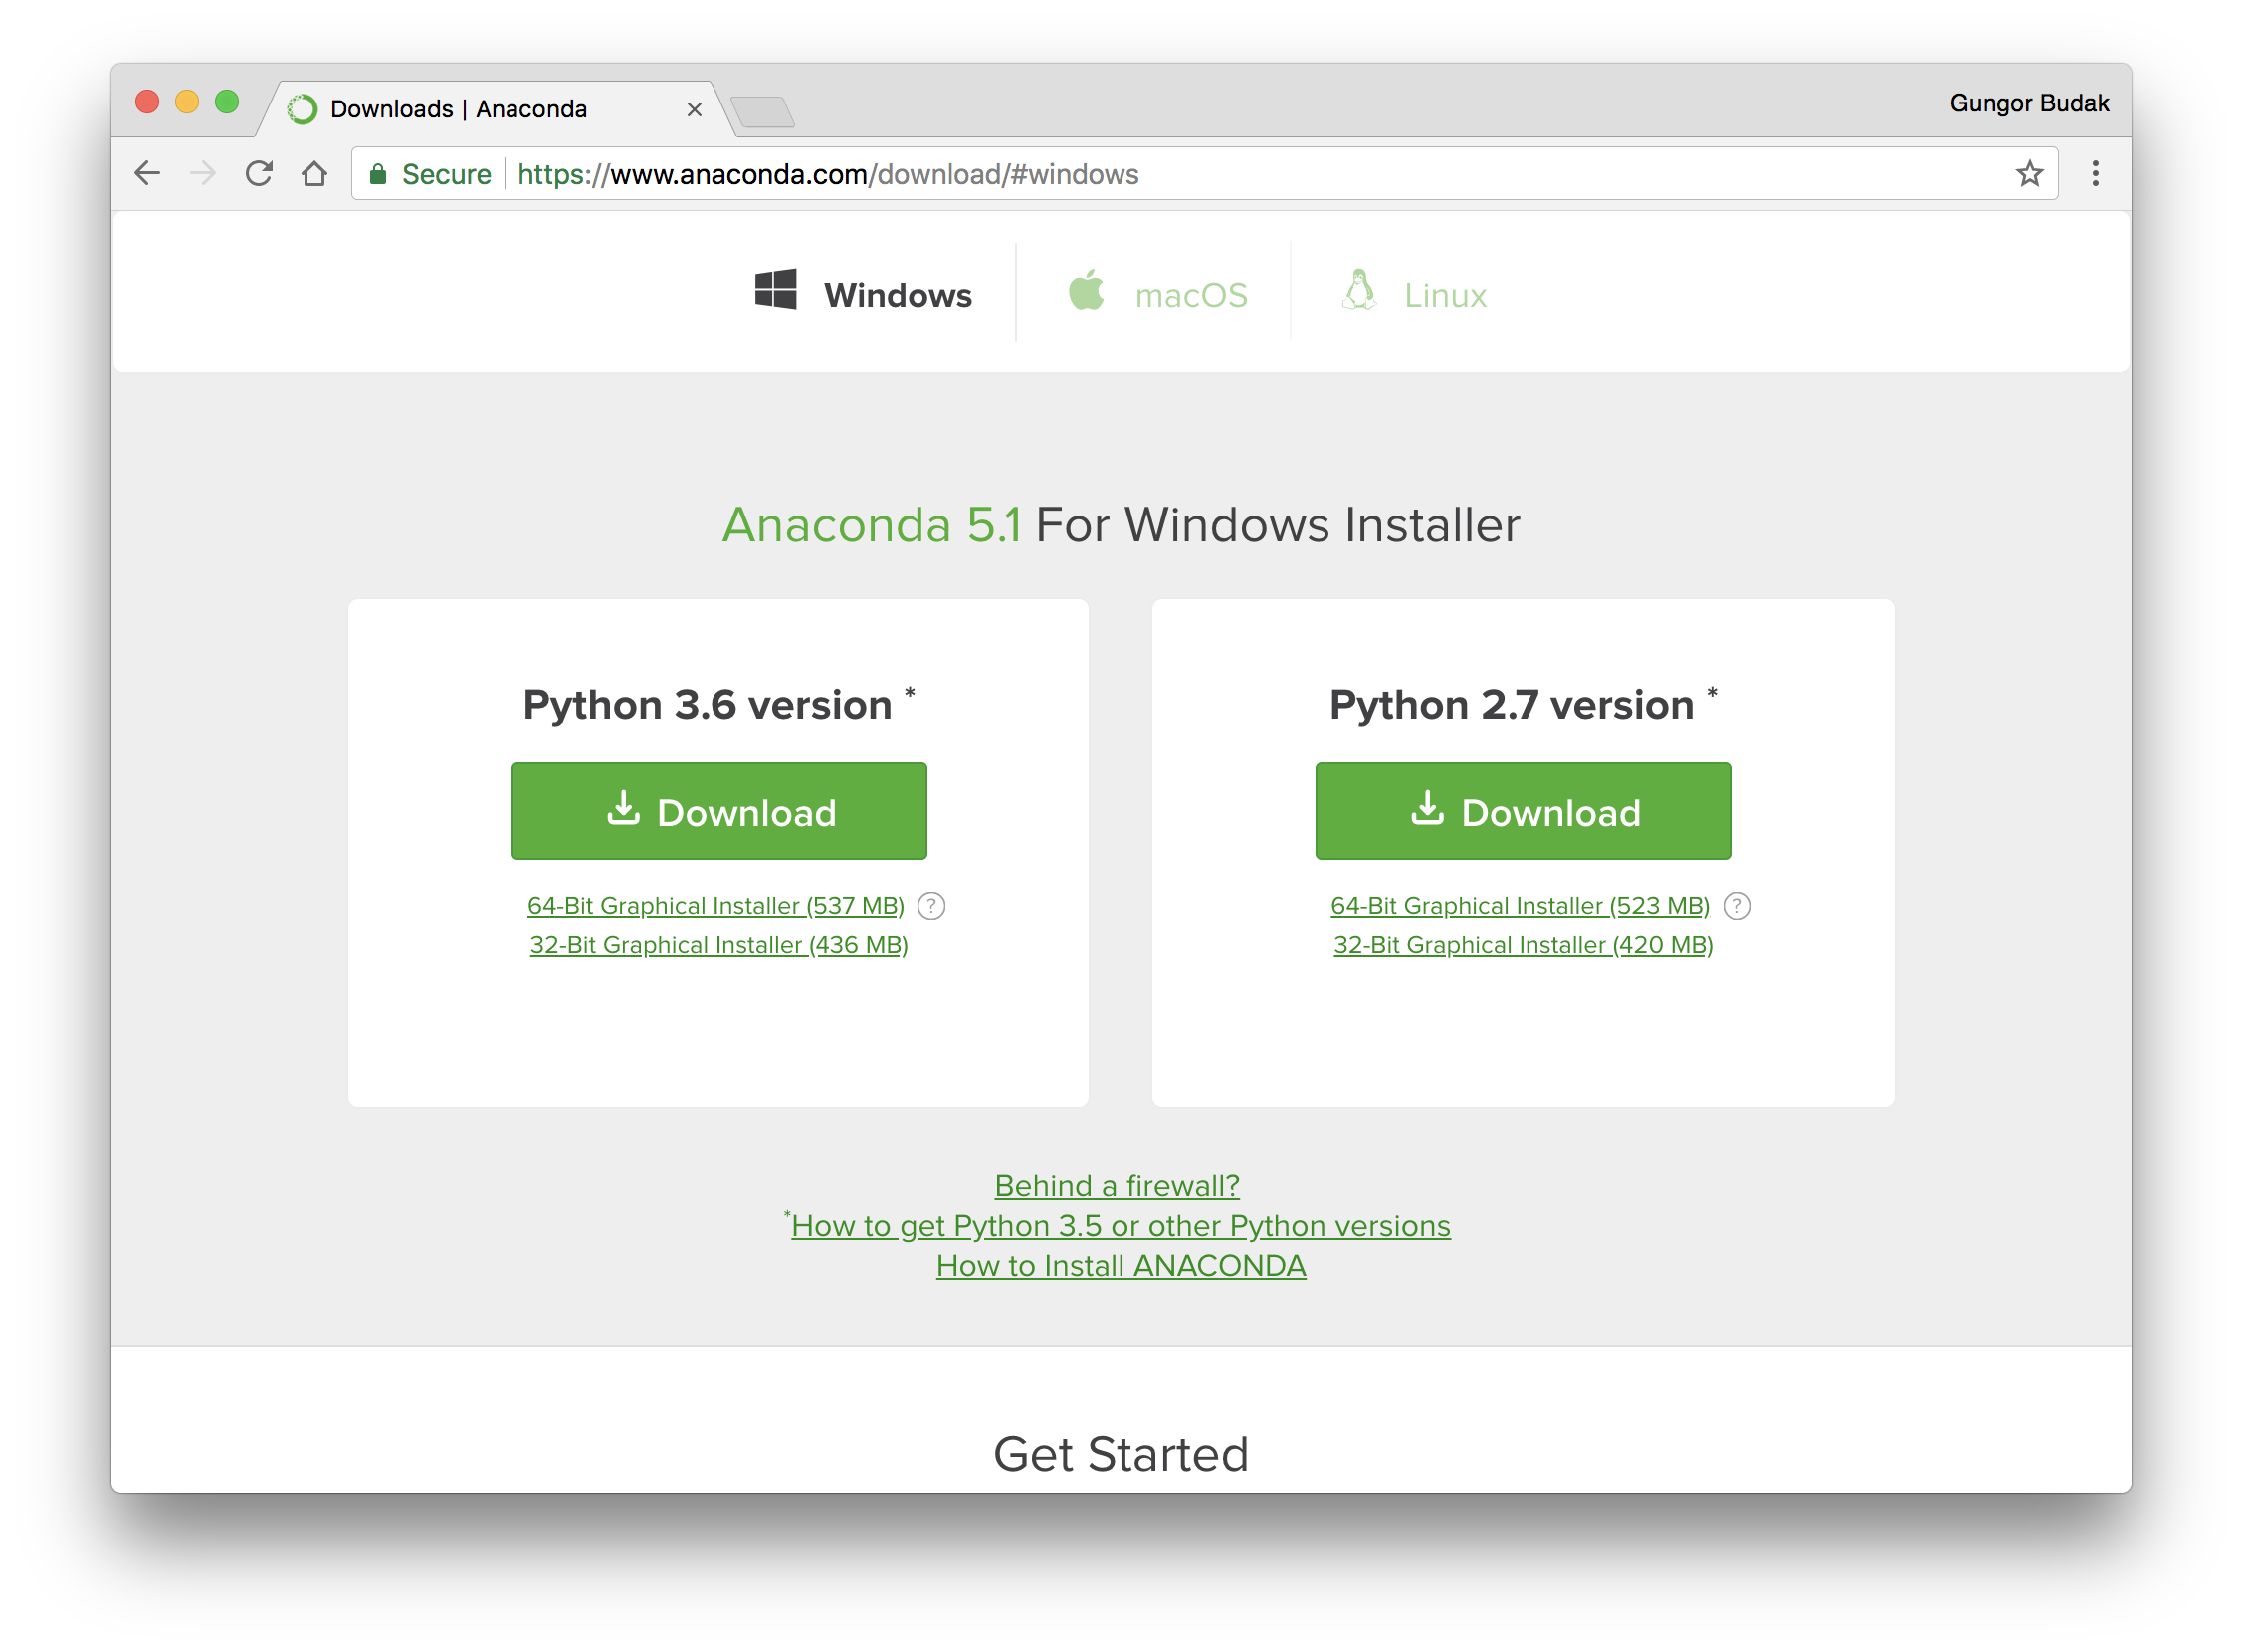 Downloads | Anaconda
Gungor Budak
Secure https://www.anaconda.com/download/#windows
Windows macOS Linux
Anaconda 5.1 For Windows Installer
Python 3.6 version *
Download
64-Bit Graphical Installer (537 MB) ?
32-Bit Graphical Installer (436 MB)
Python 2.7 version *
Download
64-Bit Graphical Installer (523 MB) ?
32-Bit Graphical Installer (420 MB)
Behind a firewall?
*How to get Python 3.5 or other Python versions
How to Install ANACONDA
Get Started